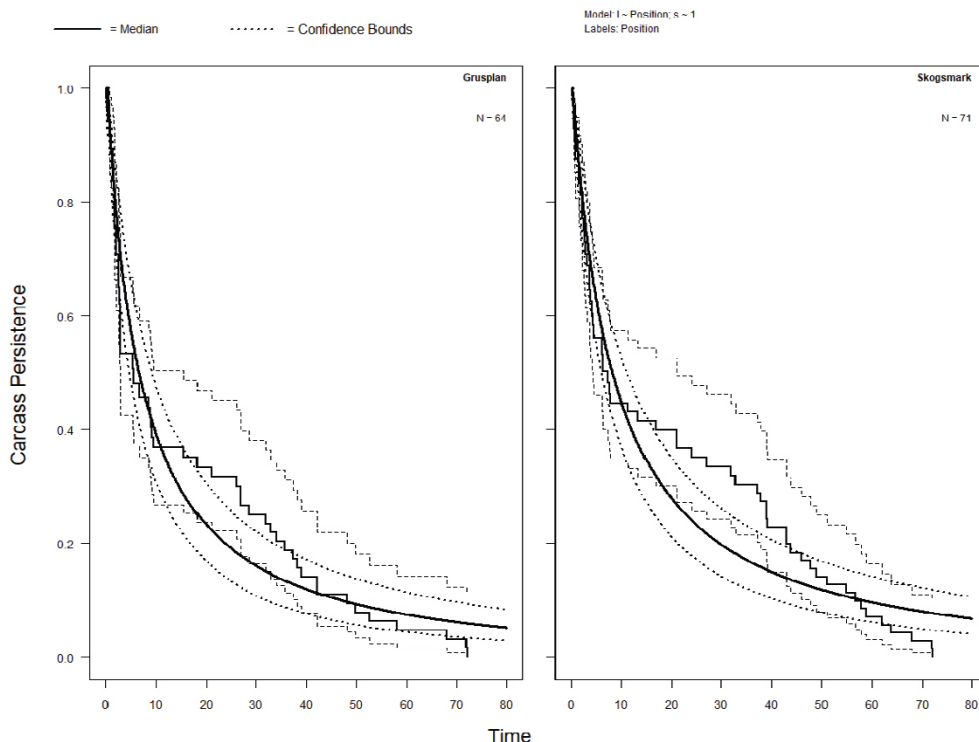 = Median
= Confidence Bounds
Model: l ~ Position; s ~ 1
Labels: Position
Grusplan
N = 64
Skogsmark
N = 71
Carcass Persistence
1.0
0.8
0.6
0.4
0.2
0.0
0 10 20 30 40 50 60 70 80
0 10 20 30 40 50 60 70 80
Time